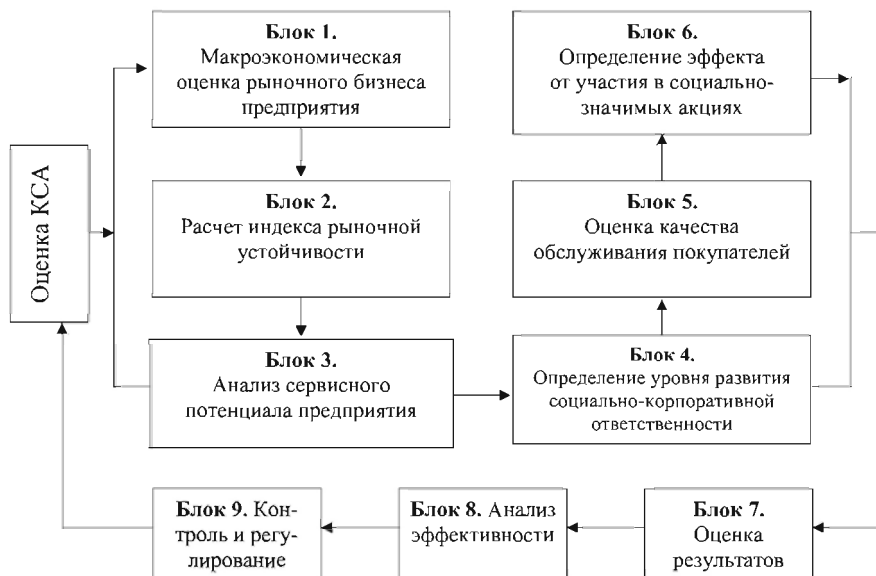 Оценка КСА
Блок 1.
Макроэкономическая
оценка рыночного бизнеса
предприятия
Блок 2.
Расчет индекса рыночной
устойчивости
Блок 3.
Анализ сервисного
потенциала предприятия
Блок 4.
Определение уровня развития
социально-корпоративной
ответственности
Блок 5.
Оценка качества
обслуживания покупателей
Блок 6.
Определение эффекта
от участия в социально-
значимых акциях
Блок 7.
Оценка
результатов
Блок 8. Анализ
эффективности
Блок 9. Кон-
троль и регу-
лирование